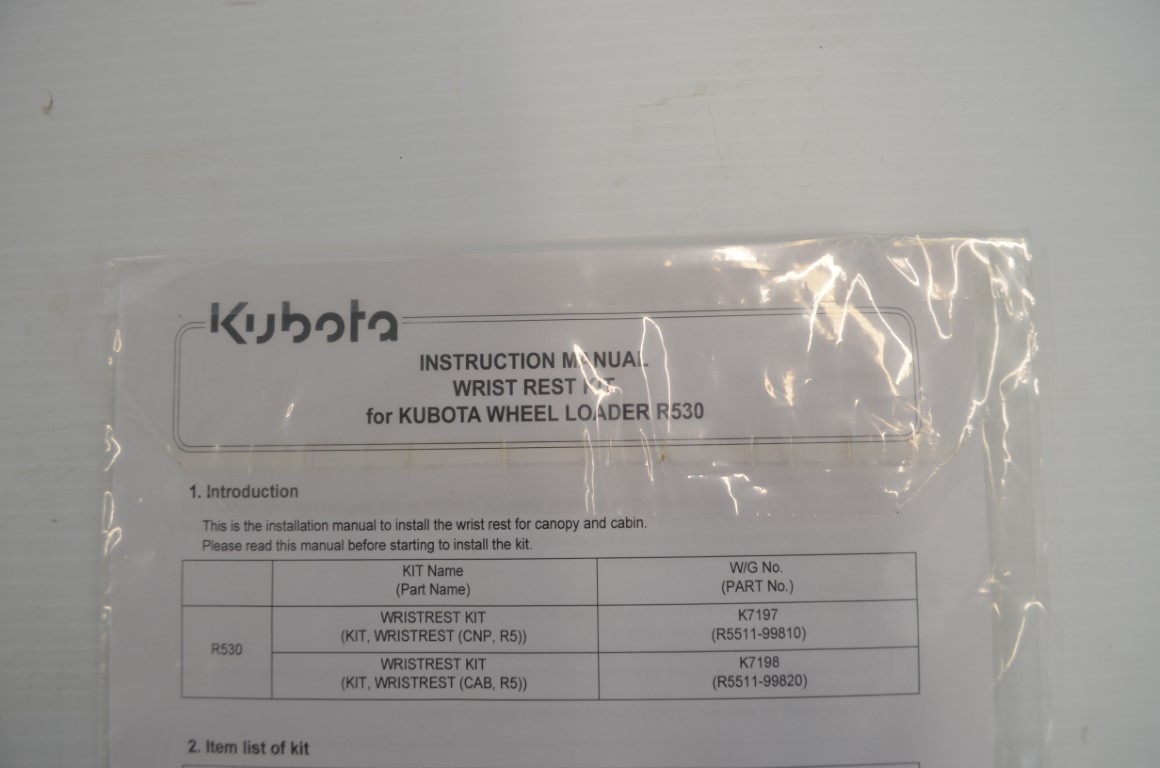 Kubota
INSTRUCTION MANUAL
WRIST REST KIT
for KUBOTA WHEEL LOADER R530
1. Introduction
This is the installation manual to install the wrist rest for canopy and cabin.
Please read this manual before starting to install the kit.
KIT Name W/G No.
(Part Name) (PART No.)
R530
WRISTREST KIT K7197
(KIT, WRISTREST (CNP, R5)) (R5511-99810)
WRISTREST KIT K7198
(KIT, WRISTREST (CAB, R5)) (R5511-99820)
2. Item list of kit